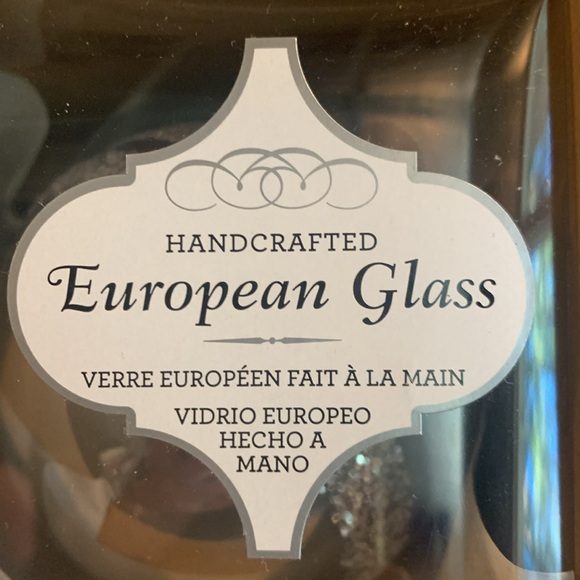 HANDCRAFTED
European Glass
VERRE EUROPÉEN FAIT À LA MAIN
VIDRIO EUROPEO
HECHO A
MANO